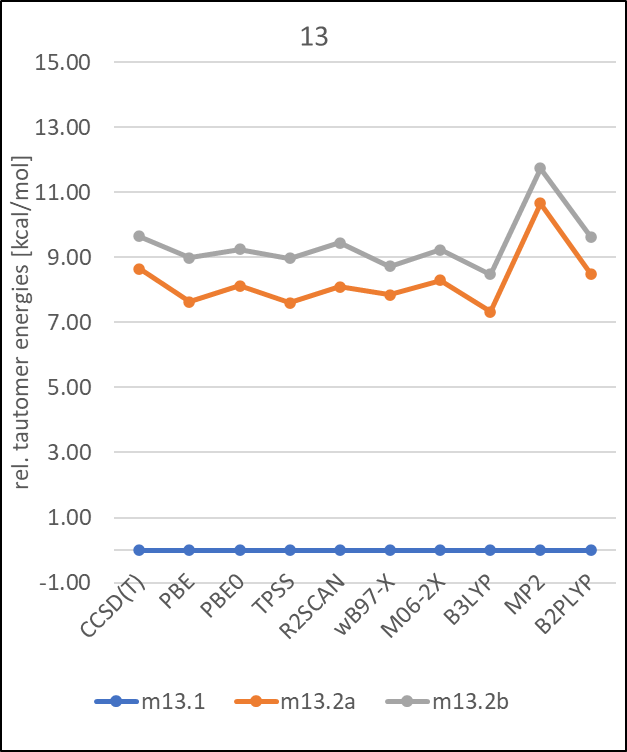 13
rel. tautomer energies [kcal/mol]
15.00
13.00
11.00
9.00
7.00
5.00
3.00
1.00
-1.00
CCSD(T)
PBE
PBE0
TPSS
R2SCAN
wB97-X
M06-2X
B3LYP
MP2
B2PLYP
m13.1 m13.2a m13.2b